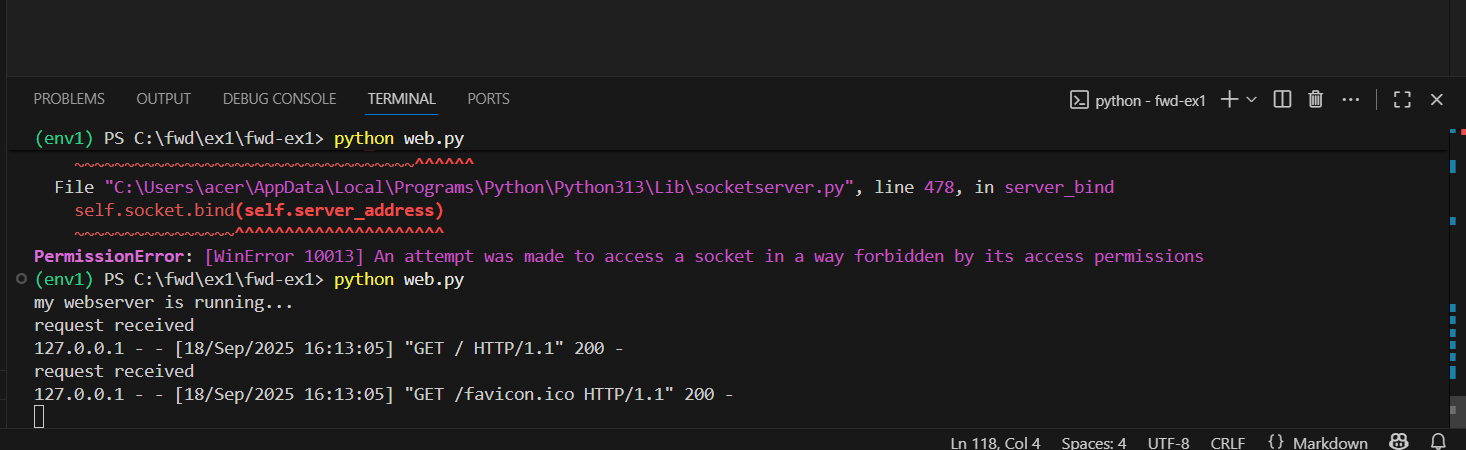 PROBLEMS OUTPUT DEBUG CONSOLE TERMINAL PORTS python - fwd-ex1
(env1) PS C:\fwd\ex1\fwd-ex1> python web.py
~~~~~~~~~~~~~~~~~~~~~~~~~~~~~~~~~~^^^^^^
File "C:\Users\acer\AppData\Local\Programs\Python\Python313\Lib\socketserver.py", line 478, in server_bind
self.socket.bind(self.server_address)
~~~~~~~~~~~~~~~~^^^^^^^^^^^^^^^^^^^^^
PermissionError: [WinError 10013] An attempt was made to access a socket in a way forbidden by its access permissions
(env1) PS C:\fwd\ex1\fwd-ex1> python web.py
my webserver is running...
request received
127.0.0.1 - - [18/Sep/2025 16:13:05] "GET / HTTP/1.1" 200 -
request received
127.0.0.1 - - [18/Sep/2025 16:13:05] "GET /favicon.ico HTTP/1.1" 200 -
Ln 118, Col 4 Spaces: 4 UTF-8 CRLF {} Markdown